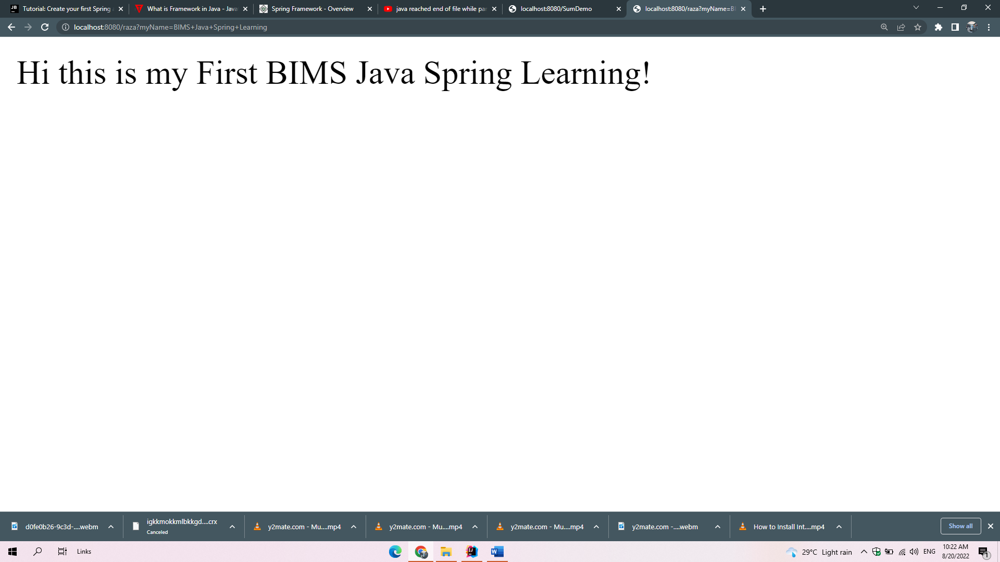 Tutorial: Create your first Spring
What is Framework in Java - Java
Spring Framework - Overview
java reached end of file while par
localhost:8080/SumDemo
localhost:8080/raza?myName=BI
localhost:8080/raza?myName=BIMS+Java+Spring+Learning
Hi this is my First BIMS Java Spring Learning!
d0fe0b26-9c3d-....webm
igkkmokkmlbkkgd....crx
Canceled
y2mate.com - Mu....mp4
y2mate.com - Mu....mp4
y2mate.com - Mu....mp4
y2mate.com -....webm
How to Install Int....mp4
Show all
Links
29°C Light rain
ENG
10:22 AM
8/20/2022
1